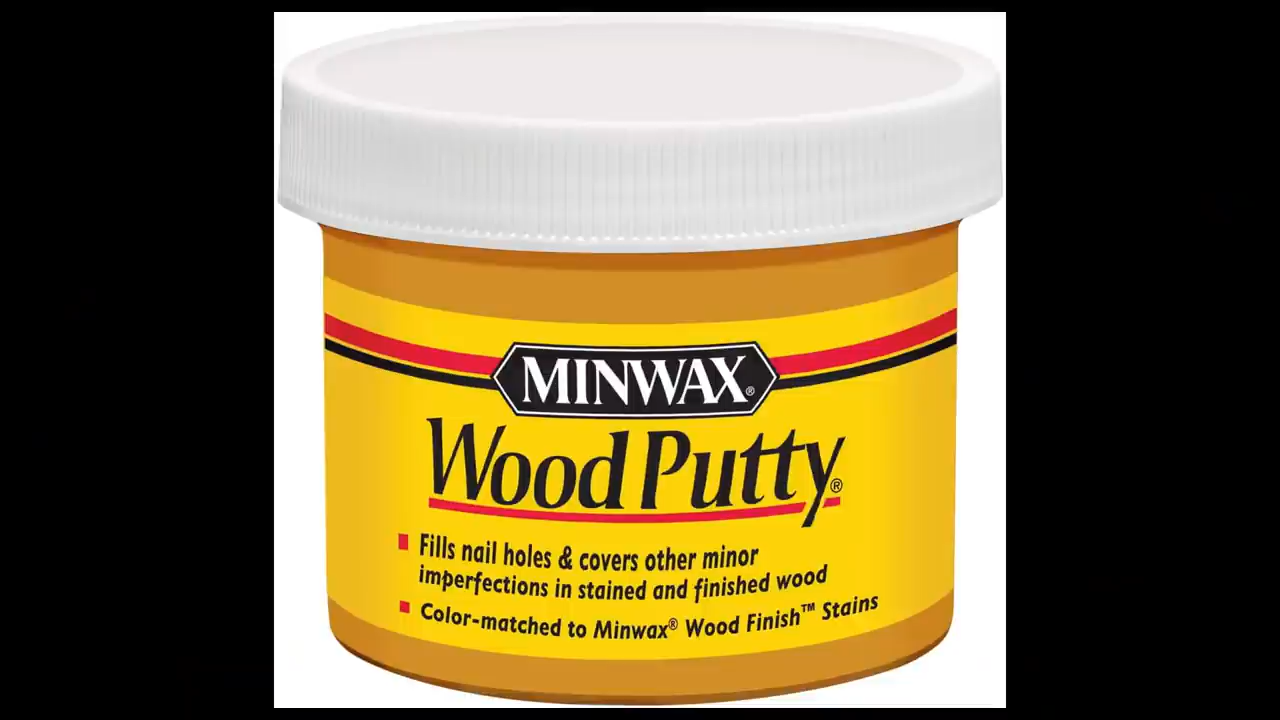 MINWAX®
Wood Putty®
Fills nail holes & covers other minor
imperfections in stained and finished wood
Color-matched to Minwax® Wood Finish™ Stains